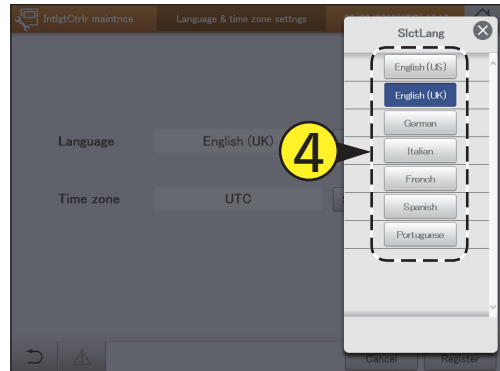 IntlgtCtrlr maintnce
Language & time zone settngs
SlctLang
English (US)
English (UK)
German
Italian
French
Spanish
Portuguese
Language
English (UK)
4
Time zone
UTC
Cancel
Register